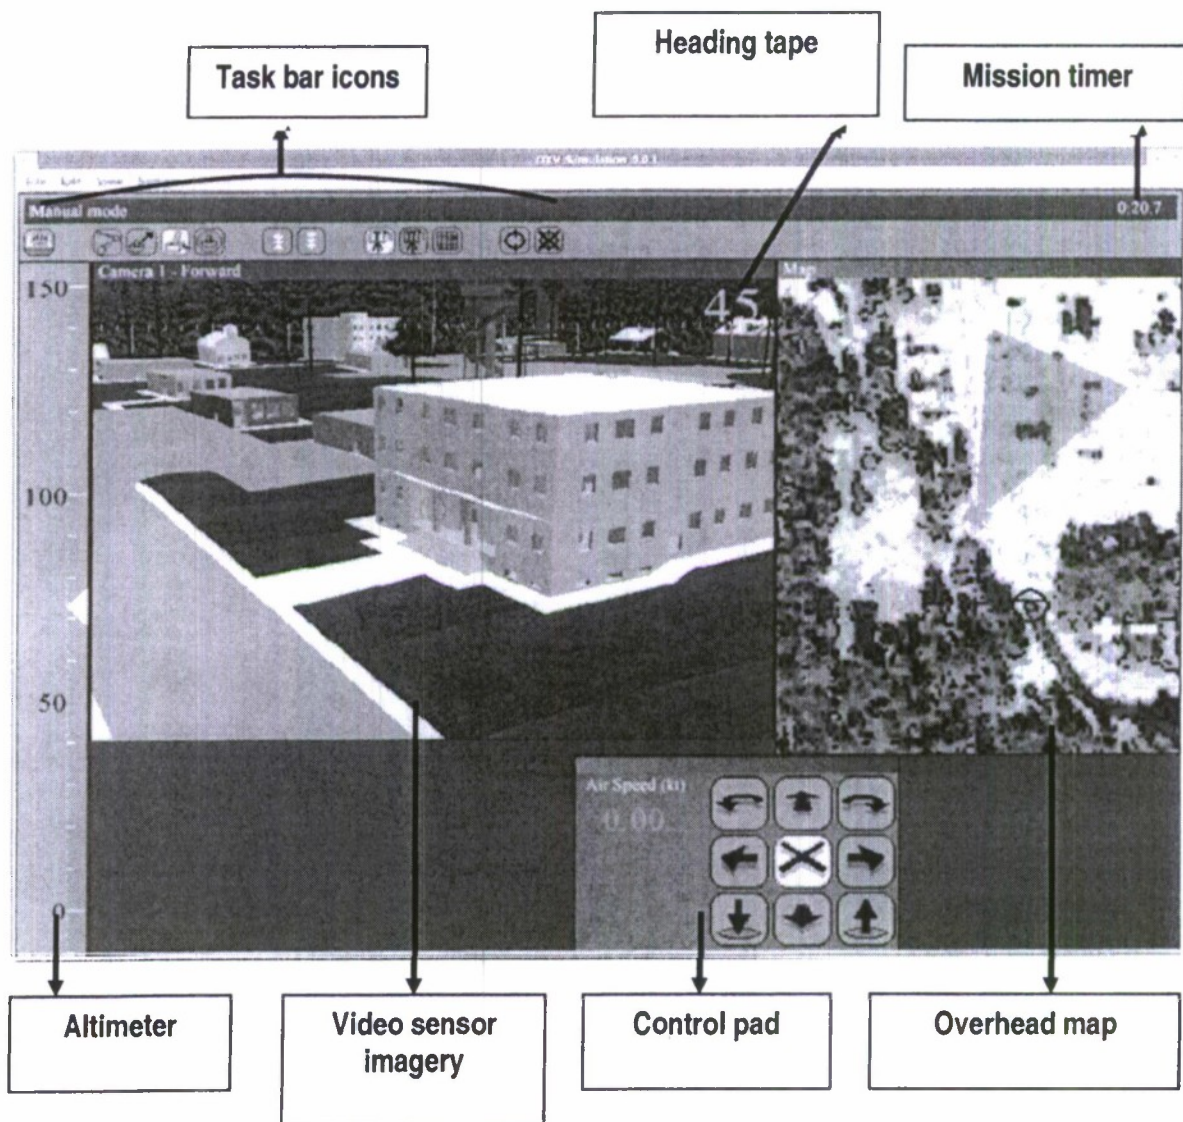 Heading tape
Task bar icons
Mission timer
Manual mode
0:20.7
Camera 1 - Forward
45
Map
150
100
50
0
Air Speed (kt)
0.00
Altimeter
Video sensor
imagery
Control pad
Overhead map